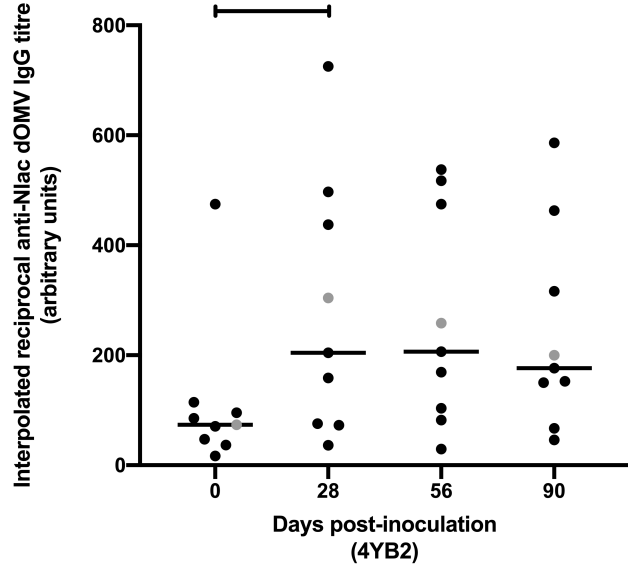 Interpolated reciprocal anti-Nlac dOMV IgG titre
(arbitrary units)
800
600
400
200
0
0 28 56 90
Days post-inoculation
(4YB2)